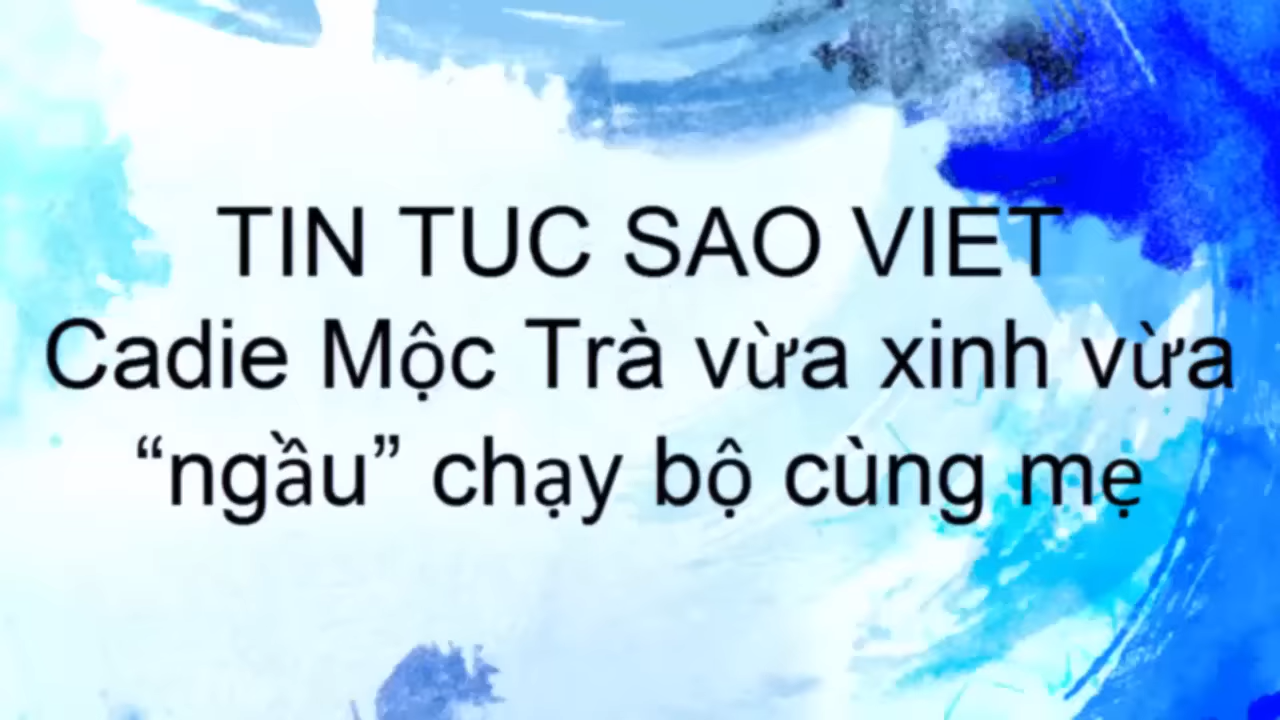 TIN TUC SAO VIET
Cadie Mộc Trà vừa xinh vừa
“ngầu” chạy bộ cùng mẹ